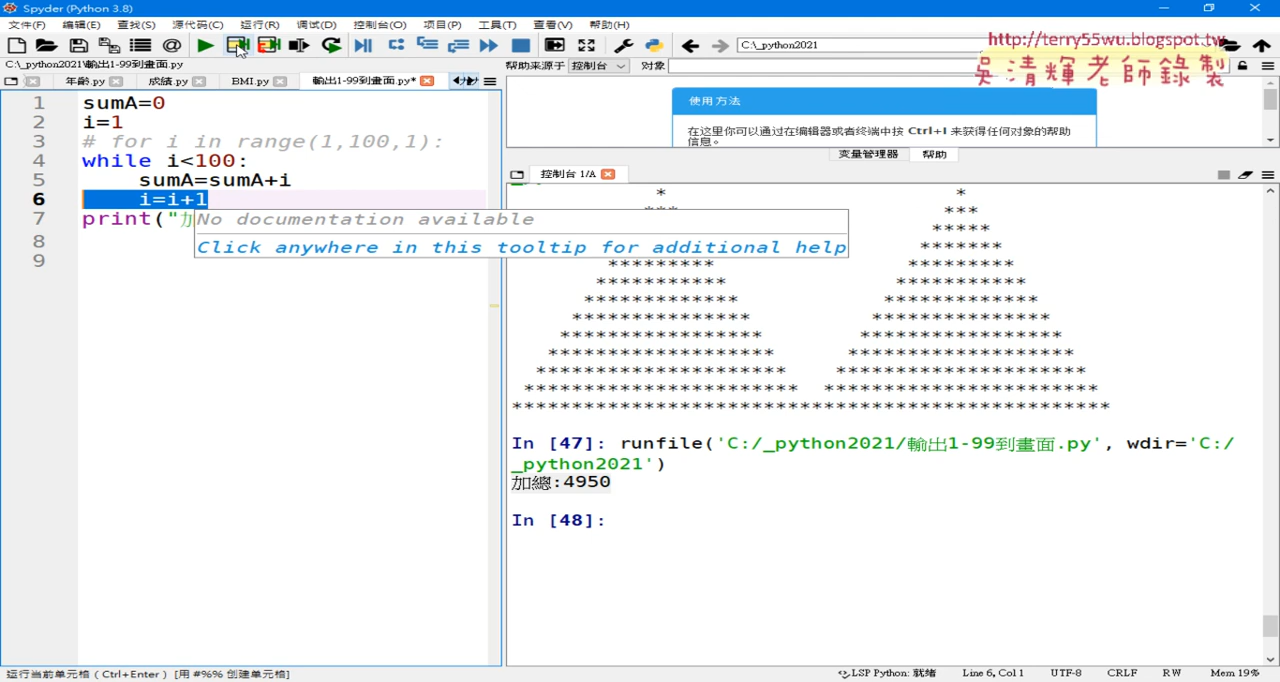 Spyder (Python 3.8)
文件(F) 编辑(E) 查找(S) 源代码(C) 运行(R) 调试(D) 控制台(O) 项目(P) 工具(T) 查看(V) 帮助(H)
C:\_python2021
http://terry55wu.blogspot.tw
吳清輝老師錄製
C:\_python2021\輸出1-99到畫面.py
帮助来源于 控制台 对象
年齡.py 成績.py BMI.py 輸出1-99到畫面.py*
1 sumA=0
2 i=1
3 # for i in range(1,100,1):
4 while i<100:
5 sumA=sumA+i
6 i=i+1
7 print("加
8
9
No documentation available
Click anywhere in this tooltip for additional help
使用方法
在这里你可以通过在编辑器或者终端中按 Ctrl+I 来获得任何对象的帮助
信息。
变量管理器 帮助
控制台 1/A
* *
*** ***
*****
*******
********* *********
*********** ***********
************* *************
*************** ***************
***************** *****************
******************* *******************
********************* *********************
*********************** ***********************
**************************************************
In [47]: runfile('C:/_python2021/輸出1-99到畫面.py', wdir='C:/
_python2021')
加總:4950
In [48]:
运行当前单元格 (Ctrl+Enter) [用 #%% 创建单元格]
LSP Python: 就绪 Line 6, Col 1 UTF-8 CRLF RW Mem 19%